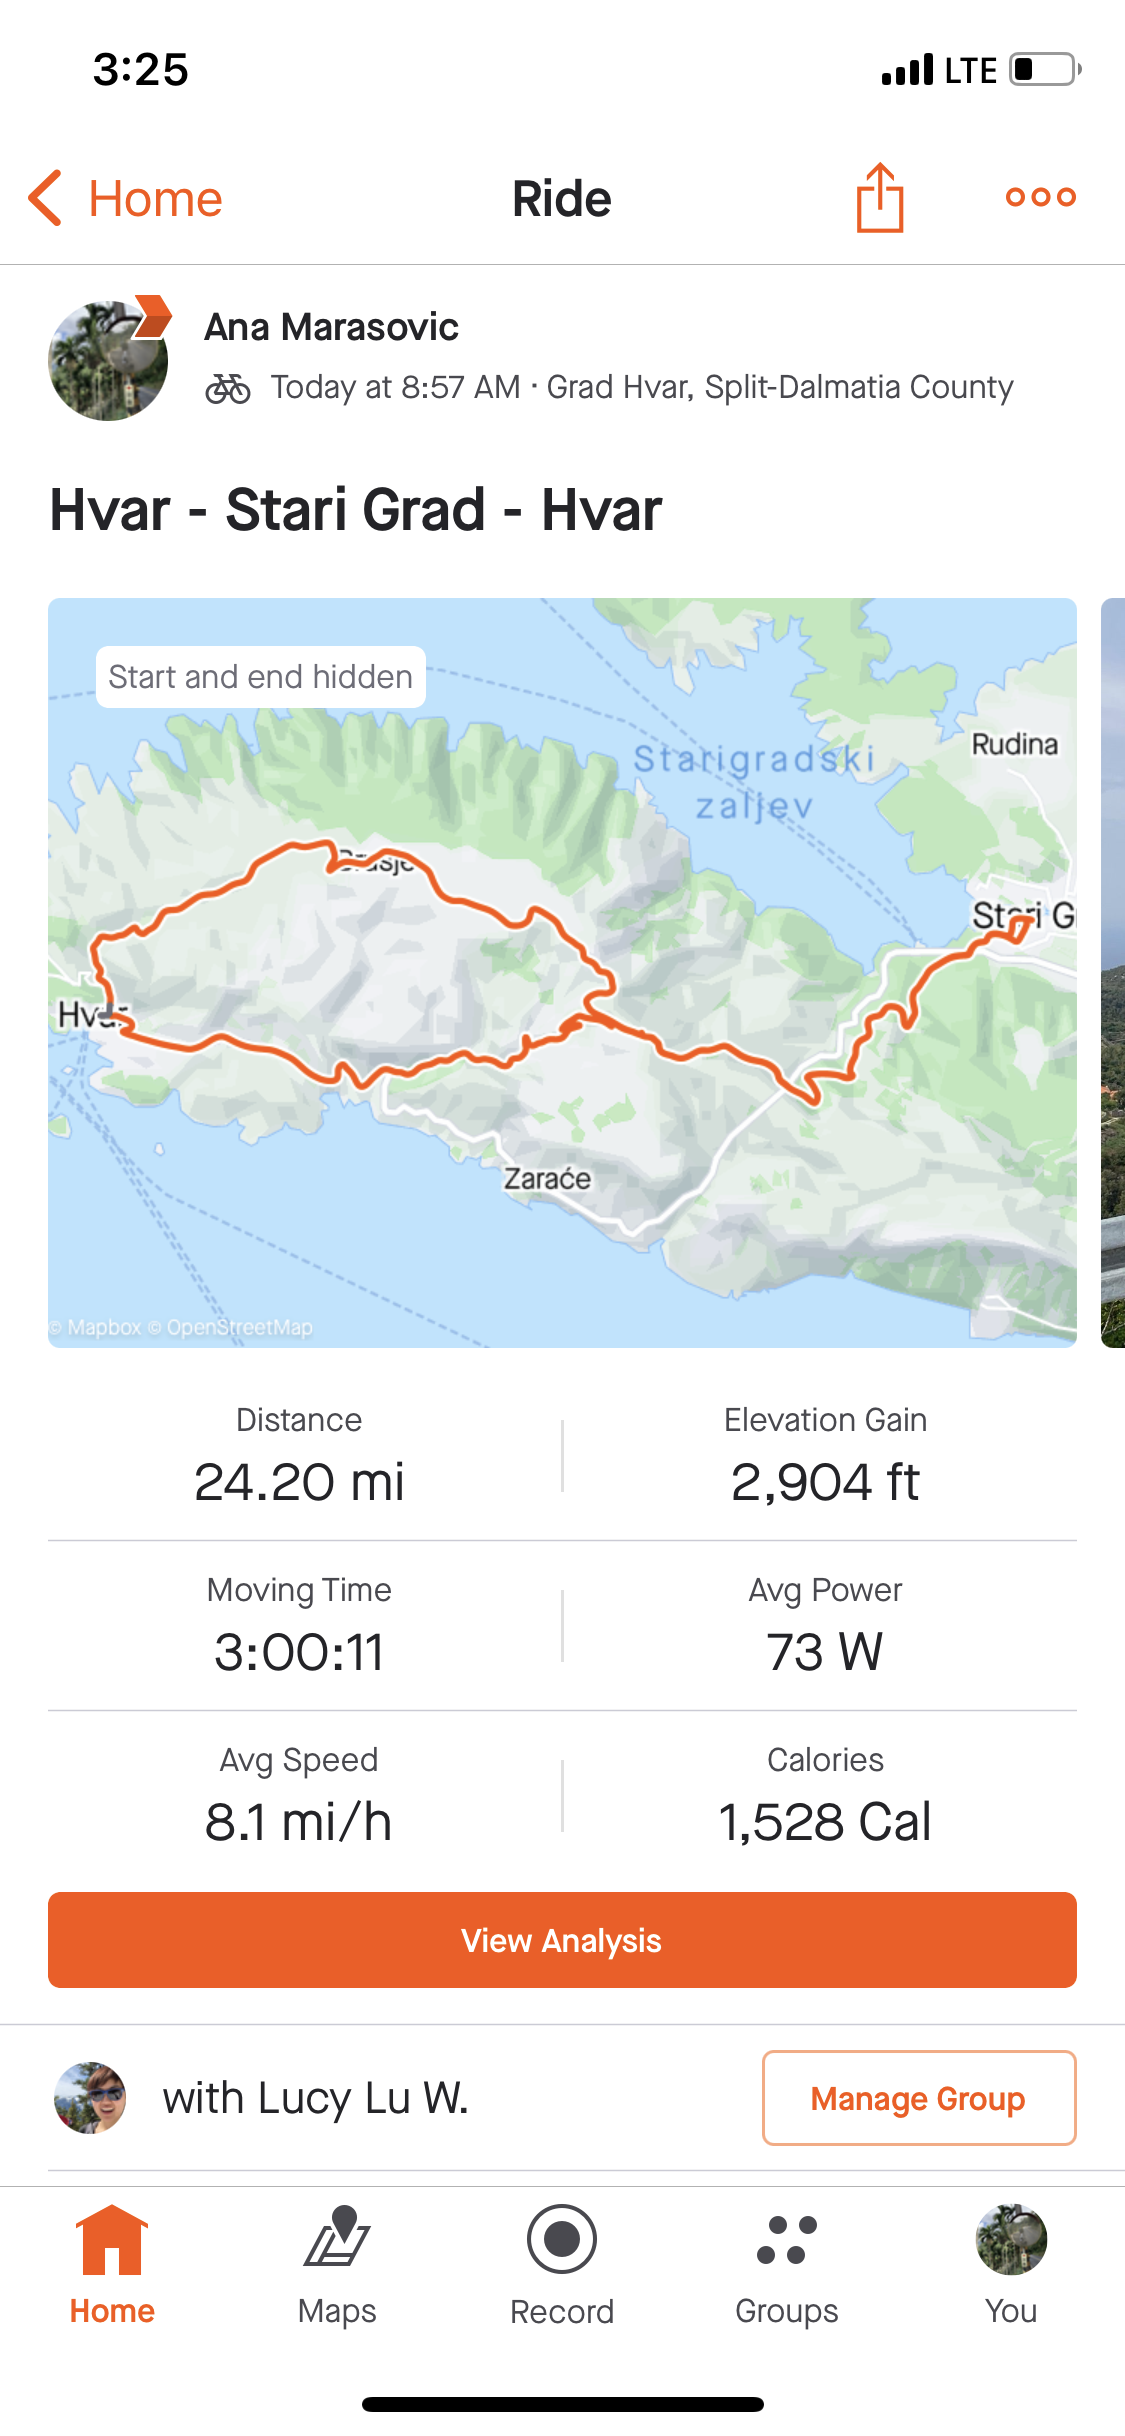 3:25
LTE
Home
Ride
Ana Marasovic
Today at 8:57 AM · Grad Hvar, Split-Dalmatia County
Hvar - Stari Grad - Hvar
Start and end hidden
Rudina
Starigradski
zaljev
Stari G
Hvar
Zaraće
© Mapbox © OpenStreetMap
Distance
Elevation Gain
24.20 mi
2,904 ft
Moving Time
Avg Power
3:00:11
73 W
Avg Speed
Calories
8.1 mi/h
1,528 Cal
View Analysis
with Lucy Lu W.
Manage Group
Home
Maps
Record
Groups
You